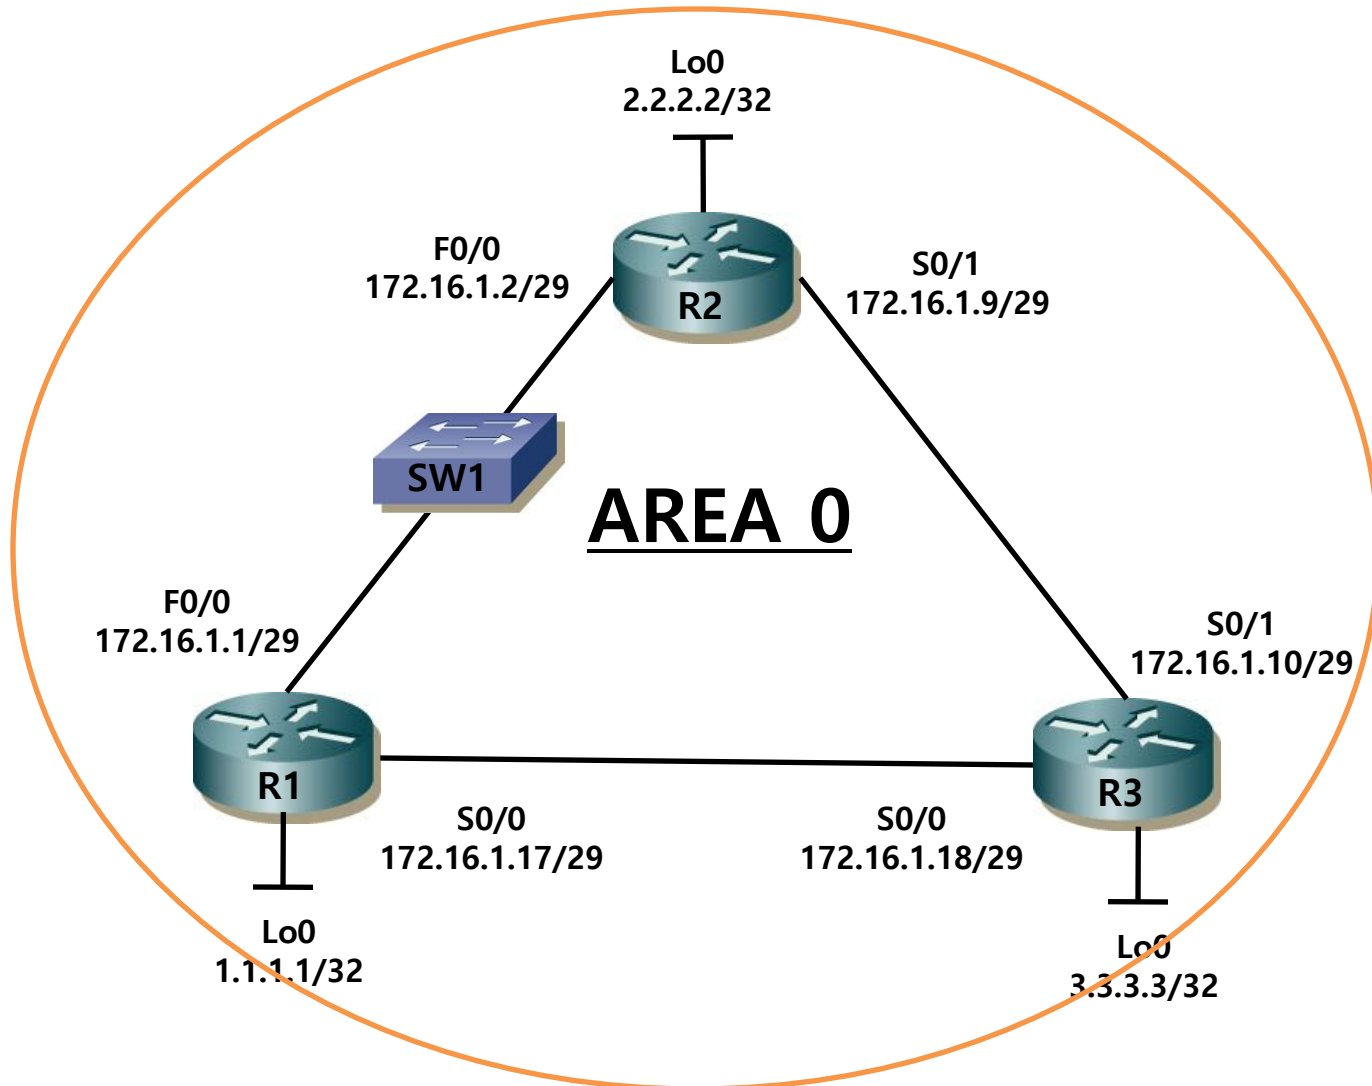 Lo0
2.2.2.2/32
F0/0
172.16.1.2/29
S0/1
172.16.1.9/29
R2
SW1
AREA 0
F0/0
172.16.1.1/29
S0/1
172.16.1.10/29
R1
R3
S0/0
172.16.1.17/29
S0/0
172.16.1.18/29
Lo0
1.1.1.1/32
Lo0
3.3.3.3/32